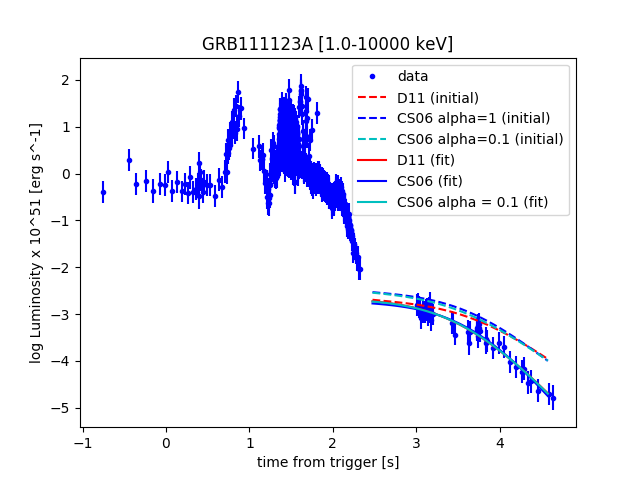 GRB111123A [1.0-10000 keV]
data
D11 (initial)
CS06 alpha=1 (initial)
CS06 alpha=0.1 (initial)
D11 (fit)
CS06 (fit)
CS06 alpha = 0.1 (fit)
log Luminosity x 10^51 [erg s^-1]
2
1
0
−1
−2
−3
−4
−5
−1 0 1 2 3 4
time from trigger [s]